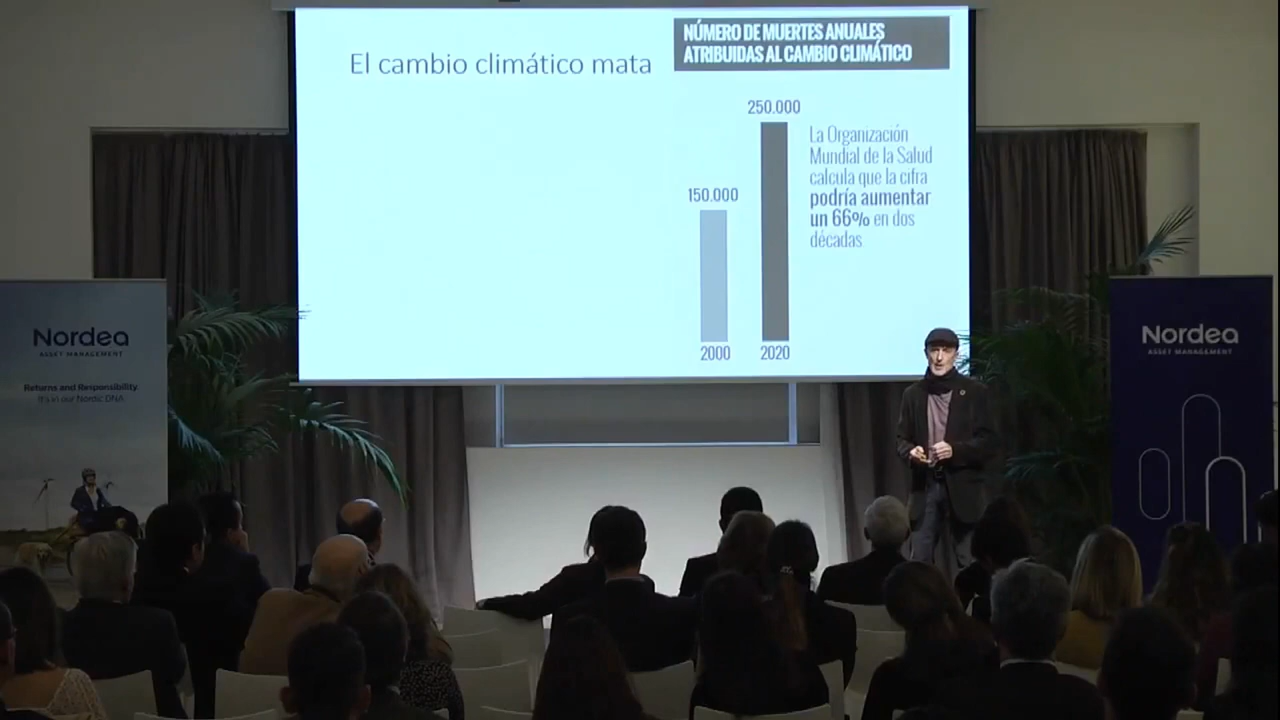 El cambio climático mata
NÚMERO DE MUERTES ANUALES
ATRIBUIDAS AL CAMBIO CLIMÁTICO
250.000
150.000
2000
2020
La Organización
Mundial de la Salud
calcula que la cifra
podría aumentar
un 66% en dos
décadas
Nordea
ASSET MANAGEMENT
Returns and Responsibility.
It's in our Nordic DNA.
Nordea
ASSET MANAGEMENT